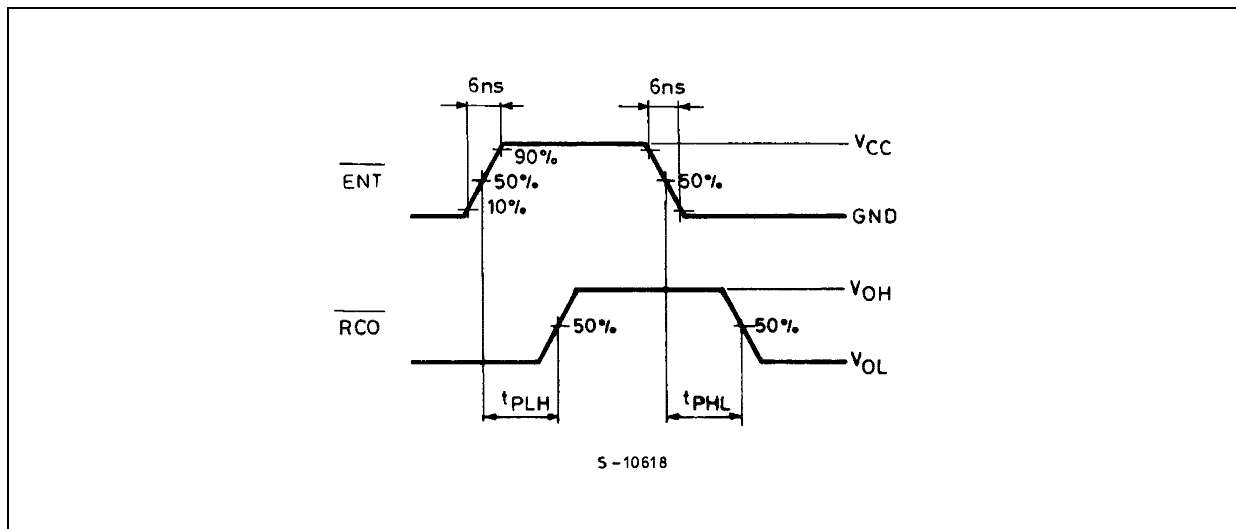 6ns 6ns
VCC
90%
ENT 50% 50%
10%
GND
VOH
RCO 50% 50%
VOL
tPLH tPHL
S-10618